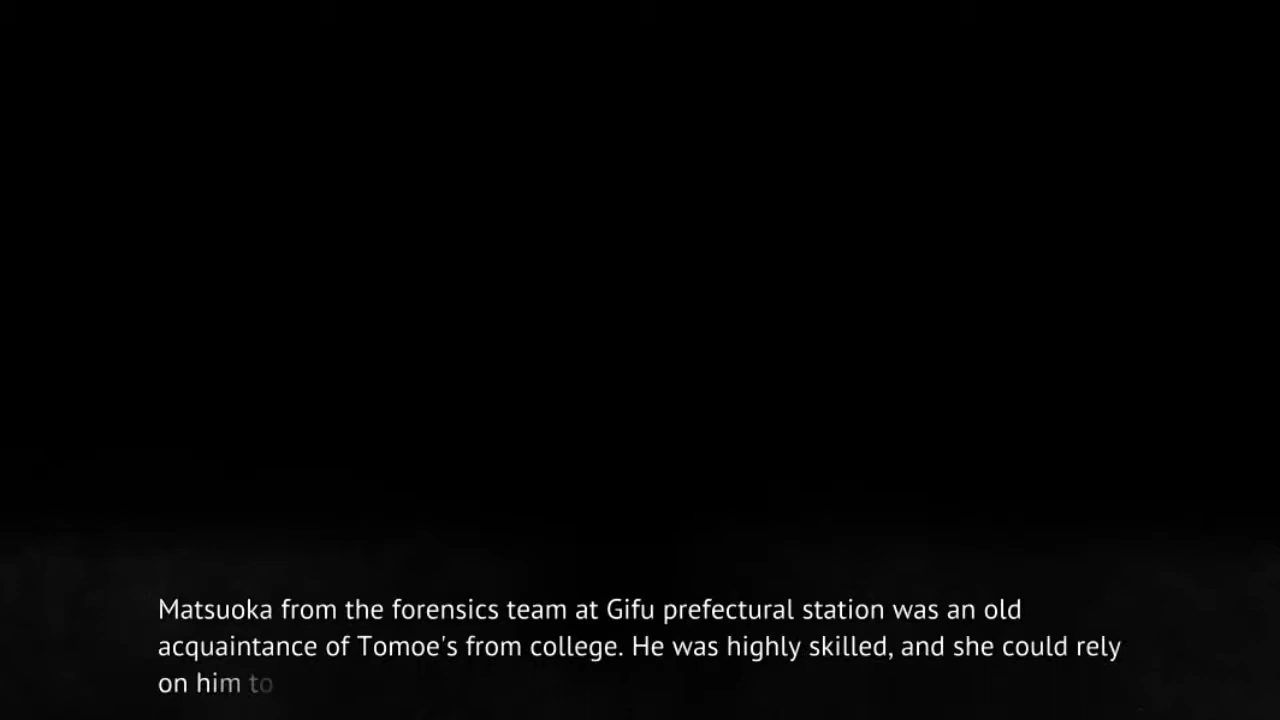 Matsuoka from the forensics team at Gifu prefectural station was an old
acquaintance of Tomoe's from college. He was highly skilled, and she could rely
on him to